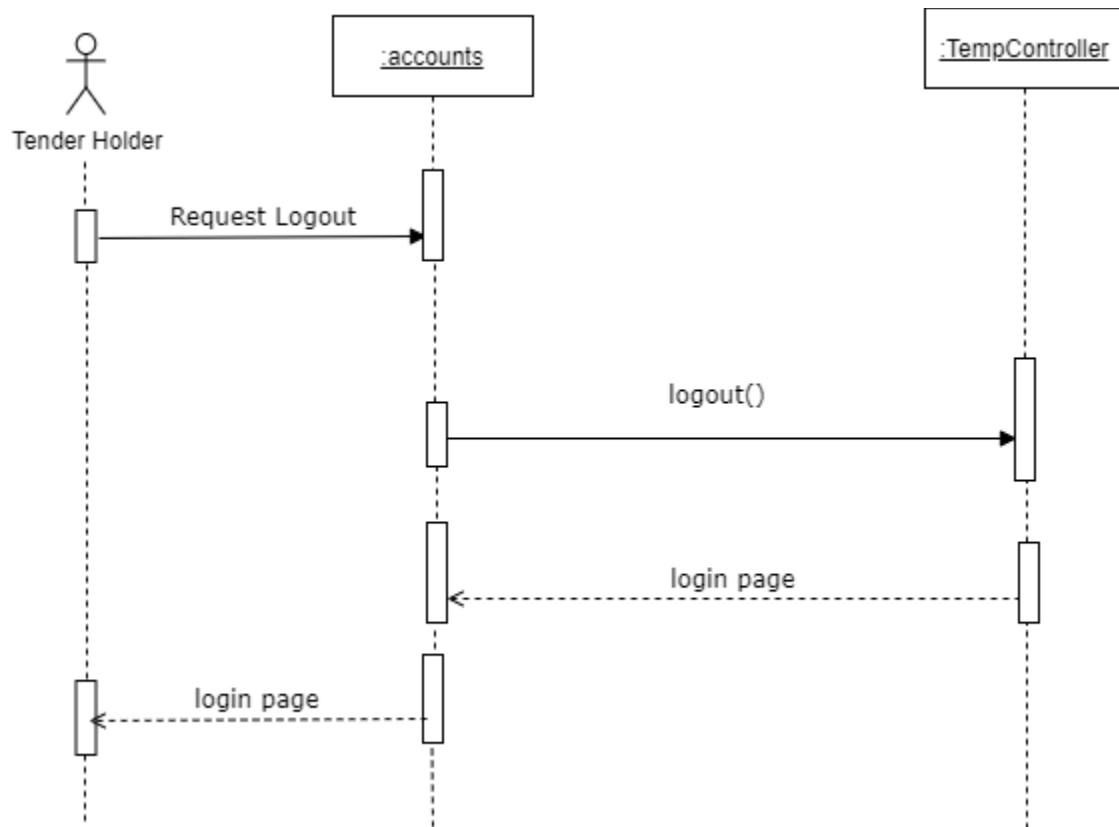 :accounts
:TempController
Tender Holder
Request Logout
logout()
login page
login page